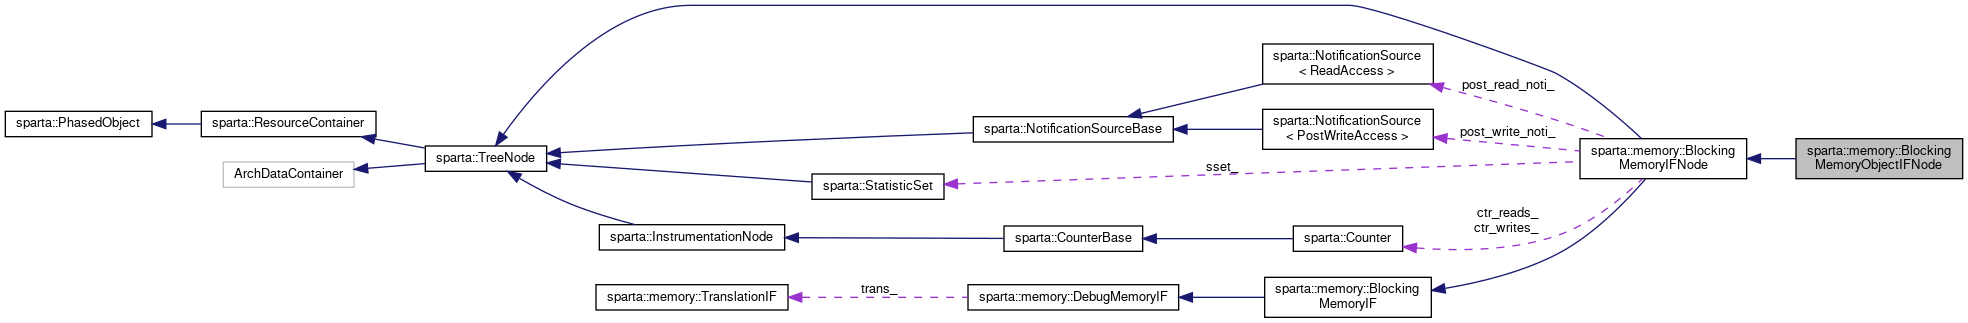 sparta::PhasedObject
sparta::ResourceContainer
ArchDataContainer
sparta::TreeNode
sparta::NotificationSourceBase
sparta::StatisticSet
sparta::InstrumentationNode
sparta::CounterBase
sparta::Counter
sparta::memory::TranslationIF
trans_
sparta::memory::DebugMemoryIF
sparta::memory::Blocking
MemoryIF
sparta::NotificationSource
< ReadAccess >
sparta::NotificationSource
< PostWriteAccess >
post_read_noti_
post_write_noti_
sset_
ctr_reads_
ctr_writes_
sparta::memory::Blocking
MemoryIFNode
sparta::memory::Blocking
MemoryObjectIFNode